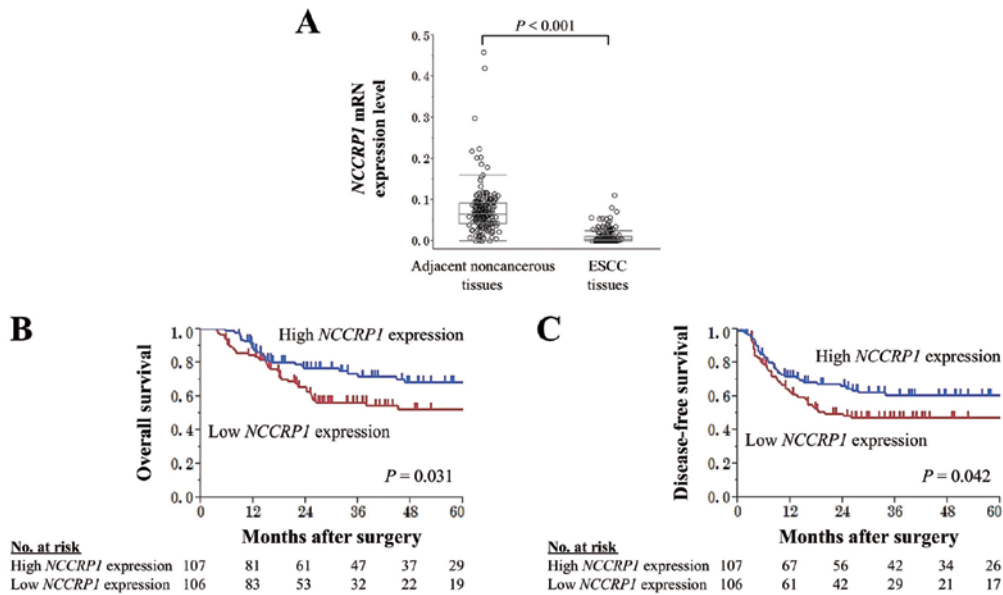 A
P < 0.001
NCCRP1 mRN
expression level
0.5
0.4
0.3
0.2
0.1
0.0
Adjacent noncancerous
tissues
ESCC
tissues
B
Overall survival
1.0
0.8
0.6
0.4
0.2
0.0
High NCCRP1 expression
Low NCCRP1 expression
P = 0.031
0 12 24 36 48 60
Months after surgery
No. at risk
High NCCRP1 expression 107 81 61 47 37 29
Low NCCRP1 expression 106 83 53 32 22 19
C
Disease-free survival
1.0
0.8
0.6
0.4
0.2
0.0
High NCCRP1 expression
Low NCCRP1 expression
P = 0.042
0 12 24 36 48 60
Months after surgery
No. at risk
High NCCRP1 expression 107 67 56 42 34 26
Low NCCRP1 expression 106 61 42 29 21 17